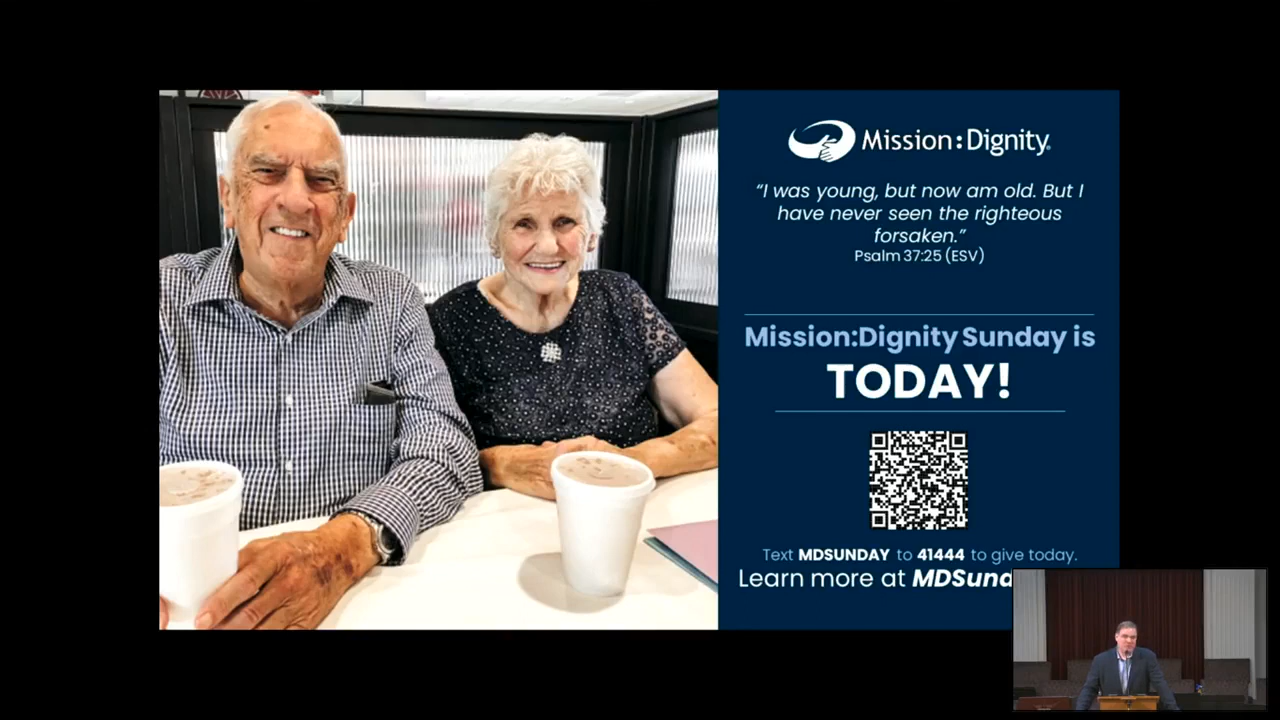 Mission:Dignity
“I was young, but now am old. But I
have never seen the righteous
forsaken.”
Psalm 37:25 (ESV)
Mission:Dignity Sunday is
TODAY!
Text MDSUNDAY to 41444 to give today.
Learn more at